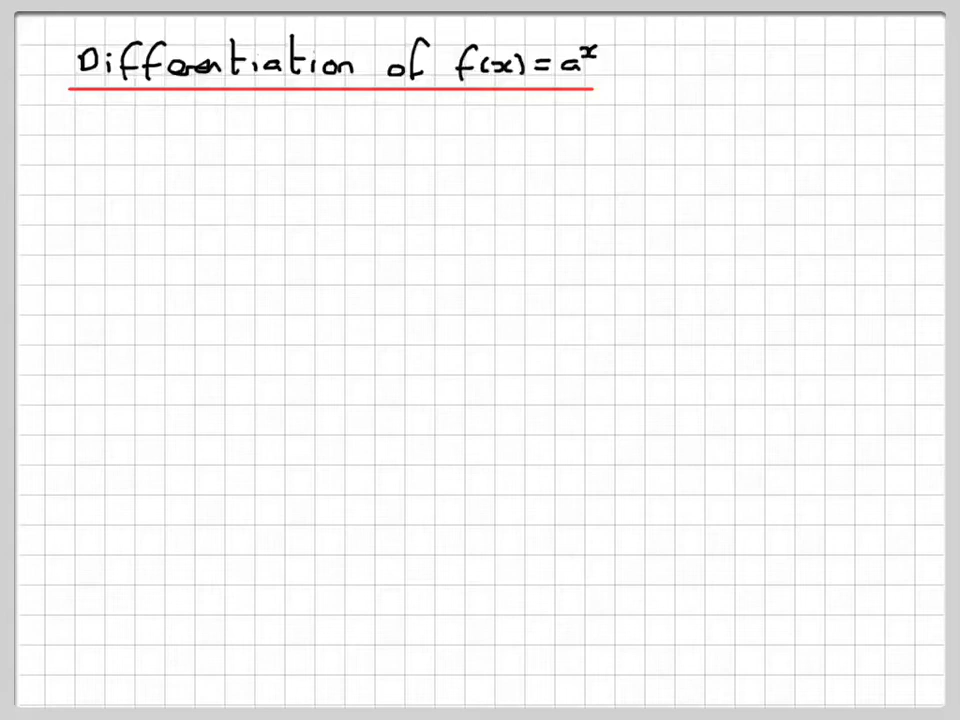 Differentiation of f(x) = aˣ